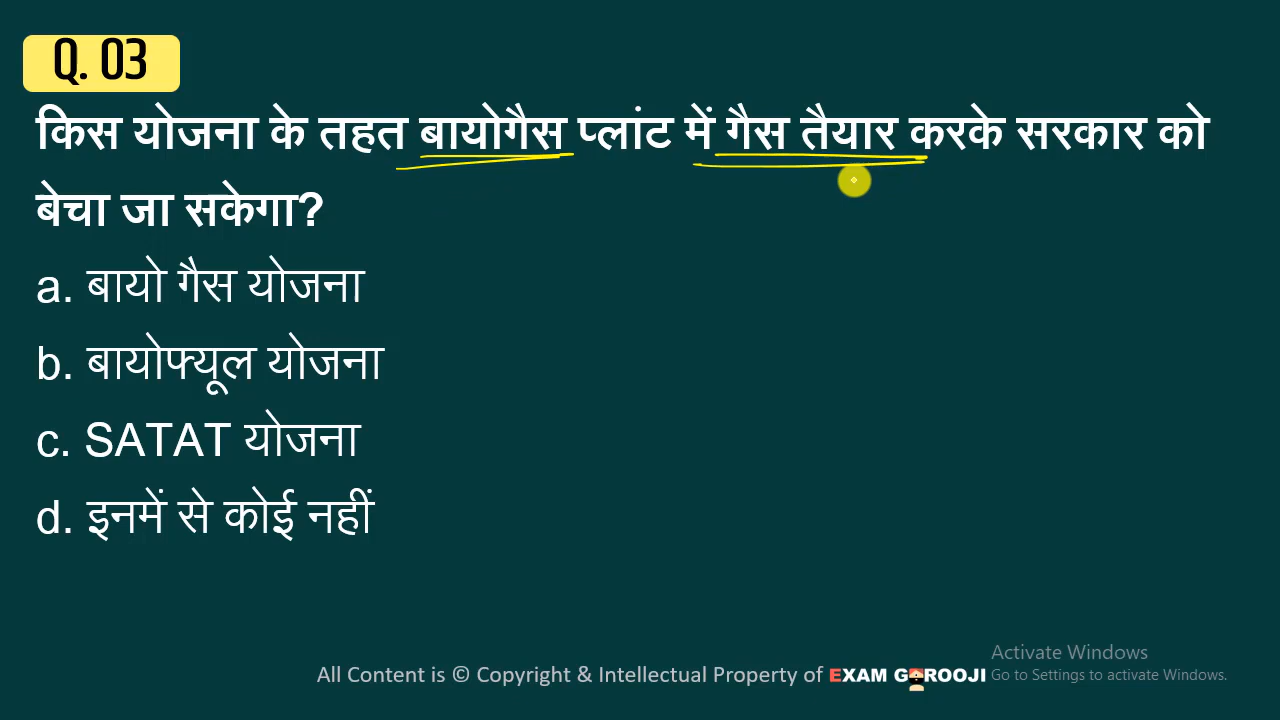 Q. 03
किस योजना के तहत बायोगैस प्लांट में गैस तैयार करके सरकार को
बेचा जा सकेगा?
a. बायो गैस योजना
b. बायोफ्यूल योजना
c. SATAT योजना
d. इनमें से कोई नहीं
Activate Windows
All Content is © Copyright & Intellectual Property of EXAM GUROOJI Go to Settings to activate Windows.